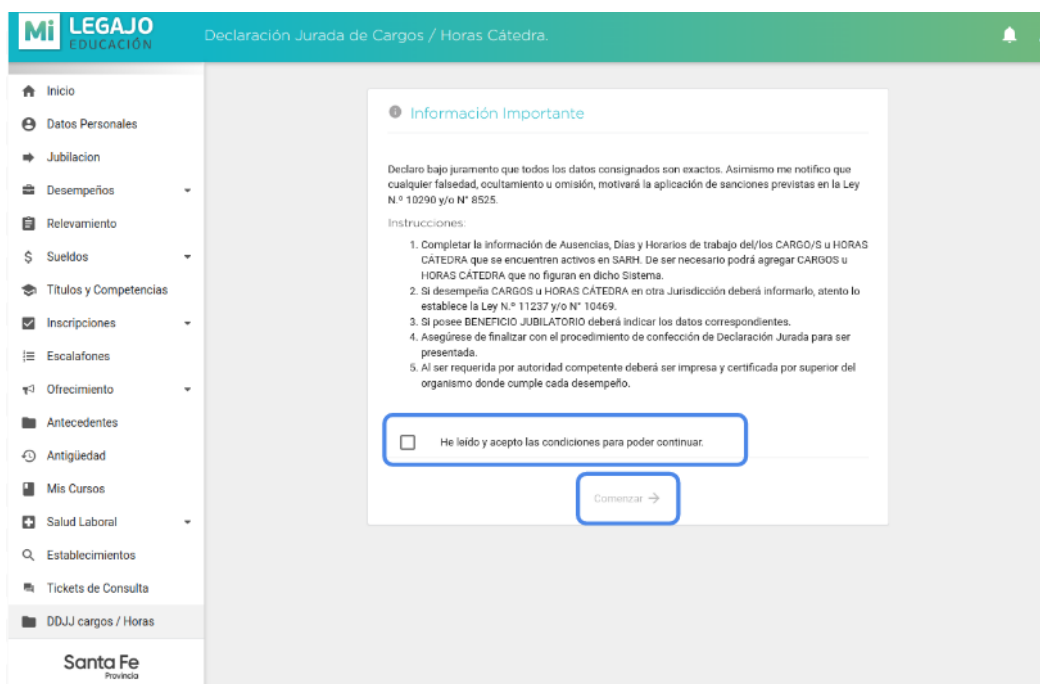 Mi LEGAJO
EDUCACIÓN
Declaración Jurada de Cargos / Horas Cátedra.
Inicio
Datos Personales
Jubilacion
Desempeños
Relevamiento
Sueldos
Títulos y Competencias
Inscripciones
Escalafones
Ofrecimiento
Antecedentes
Antigüedad
Mis Cursos
Salud Laboral
Establecimientos
Tickets de Consulta
DDJJ cargos / Horas
Santa Fe
Provincia
Información Importante
Declaro bajo juramento que todos los datos consignados son exactos. Asimismo me notifico que
cualquier falsedad, ocultamiento u omisión, motivará la aplicación de sanciones previstas en la Ley
N.º 10290 y/o N° 8525.
Instrucciones:
1. Completar la información de Ausencias, Días y Horarios de trabajo del/los CARGO/S u HORAS
CÁTEDRA que se encuentren activos en SARH. De ser necesario podrá agregar CARGOS u
HORAS CÁTEDRA que no figuran en dicho Sistema.
2. Si desempeña CARGOS u HORAS CÁTEDRA en otra Jurisdicción deberá informarlo, atento lo
establece la Ley N.º 11237 y/o N° 10469.
3. Si posee BENEFICIO JUBILATORIO deberá indicar los datos correspondientes.
4. Asegúrese de finalizar con el procedimiento de confección de Declaración Jurada para ser
presentada.
5. Al ser requerida por autoridad competente deberá ser impresa y certificada por superior del
organismo donde cumple cada desempeño.
He leído y acepto las condiciones para poder continuar.
Comenzar